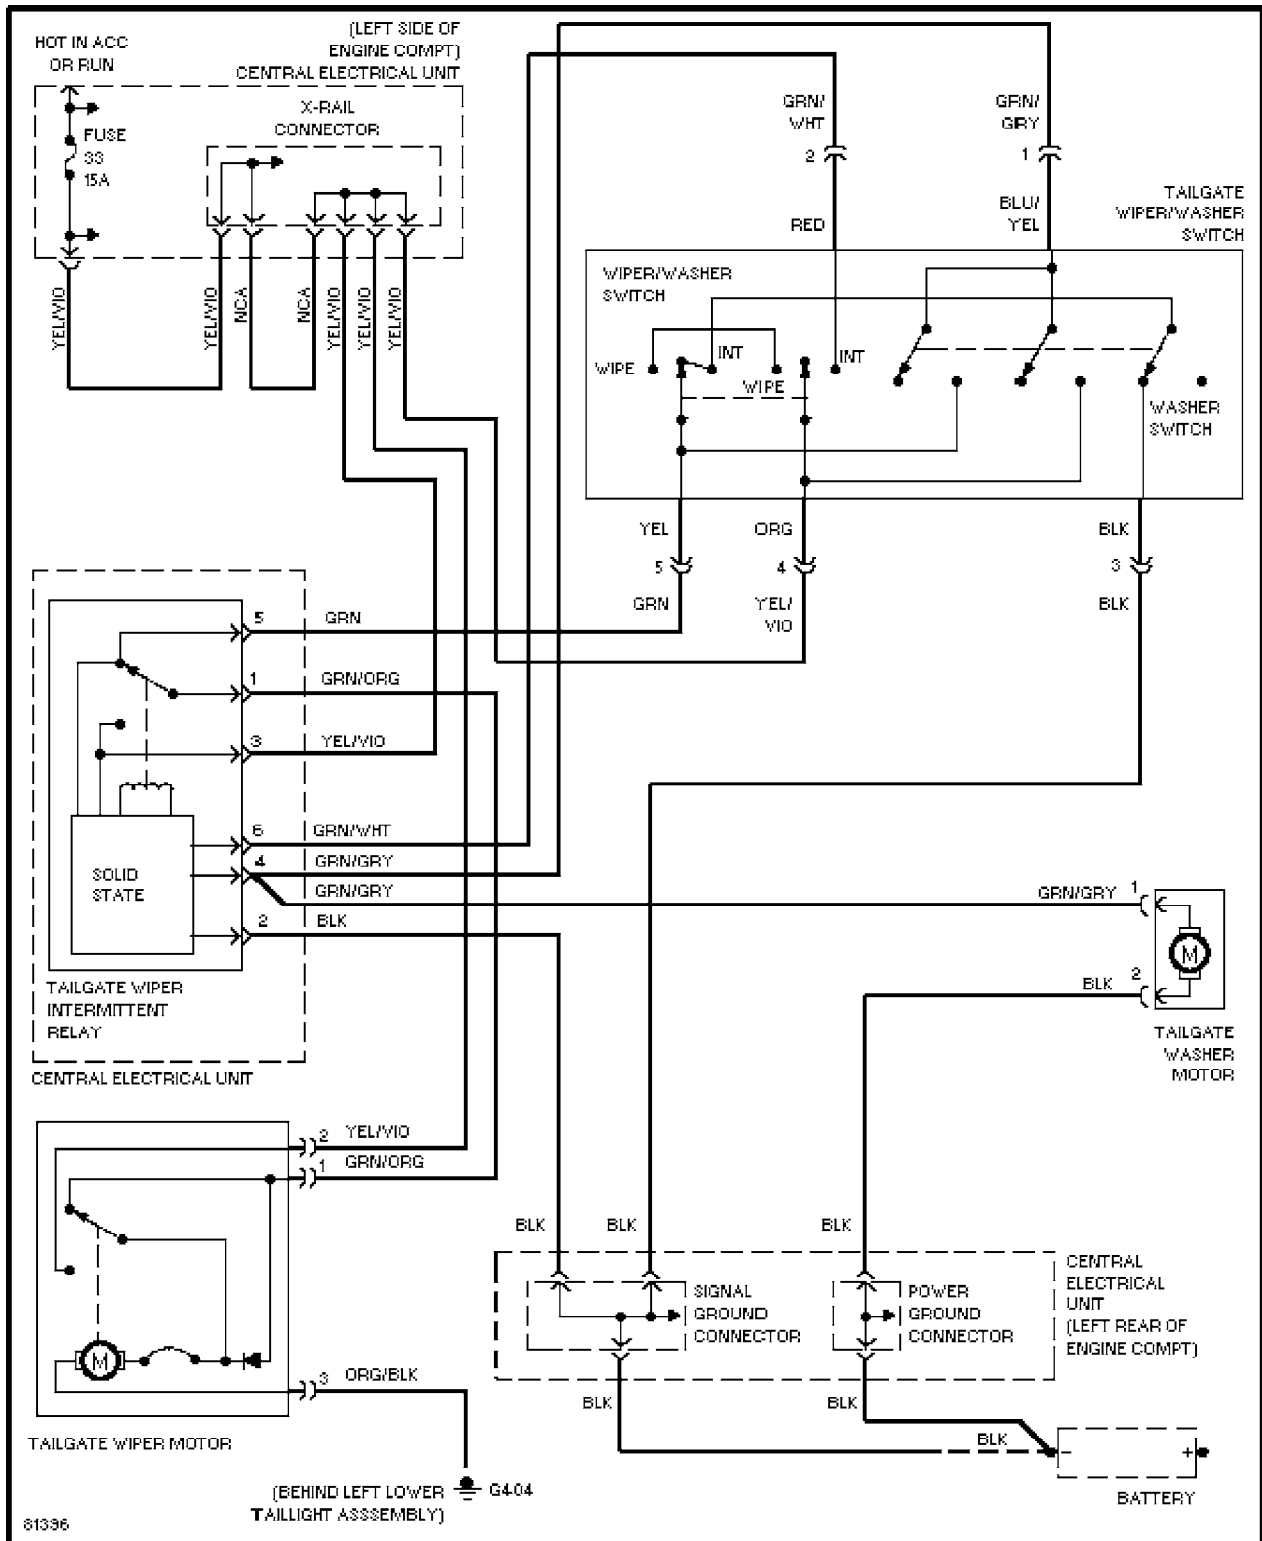 HOT IN ACC
OR RUN
(LEFT SIDE OF
ENGINE COMPT)
CENTRAL ELECTRICAL UNIT
X-RAIL
CONNECTOR
FUSE
33
15A
YEL/VIO
YEL/VIO
NCA
NCA
YEL/VIO
YEL/VIO
YEL/VIO
GRN/
WHT
2
RED
GRN/
GRY
1
BLU/
YEL
TAILGATE
WIPER/WASHER
SWITCH
WIPER/WASHER
SWITCH
WIPE
INT
WIPE
INT
WASHER
SWITCH
YEL
5
GRN
ORG
4
YEL/
VIO
BLK
3
BLK
5
GRN
1
GRN/ORG
3
YEL/VIO
6
GRN/WHT
4
GRN/GRY
GRN/GRY
2
BLK
SOLID
STATE
TAILGATE WIPER
INTERMITTENT
RELAY
CENTRAL ELECTRICAL UNIT
GRN/GRY
1
M
BLK
2
TAILGATE
WASHER
MOTOR
2
YEL/VIO
1
GRN/ORG
M
3
ORG/BLK
TAILGATE WIPER MOTOR
BLK
BLK
BLK
SIGNAL
GROUND
CONNECTOR
POWER
GROUND
CONNECTOR
CENTRAL
ELECTRICAL
UNIT
(LEFT REAR OF
ENGINE COMPT)
BLK
BLK
BLK
-
+
BATTERY
(BEHIND LEFT LOWER
TAILLIGHT ASSSEMBLY)
G404
81396